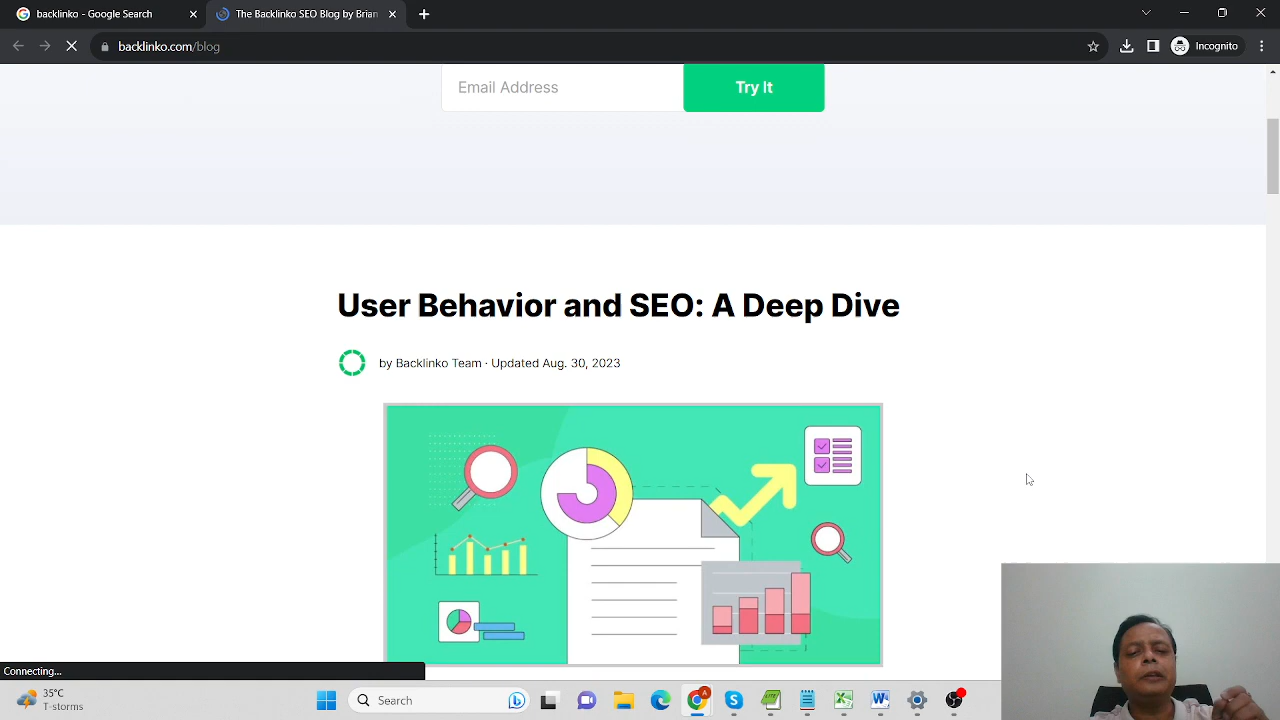 backlinko - Google Search
The Backlinko SEO Blog by Brian
backlinko.com/blog
Incognito
Email Address
Try It
User Behavior and SEO: A Deep Dive
by Backlinko Team · Updated Aug. 30, 2023
Connecting...
35°C
T-storms
Search